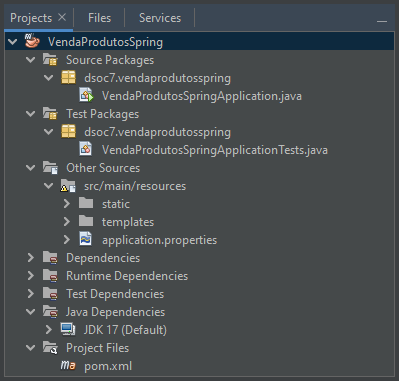 Projects Files Services
VendaProdutosSpring
Source Packages
dsoc7.vendaprodutosspring
VendaProdutosSpringApplication.java
Test Packages
dsoc7.vendaprodutosspring
VendaProdutosSpringApplicationTests.java
Other Sources
src/main/resources
static
templates
application.properties
Dependencies
Runtime Dependencies
Test Dependencies
Java Dependencies
JDK 17 (Default)
Project Files
pom.xml